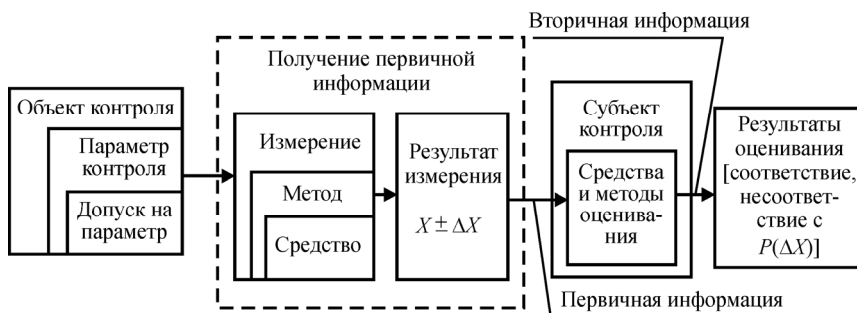 Вторичная информация
Получение первичной
информации
Объект контроля
Параметр
контроля
Допуск на
параметр
Измерение
Метод
Средство
Результат
измерения
X ± ΔX
Субъект
контроля
Средства
и методы
оценива-
ния
Результаты
оценивания
[соответствие,
несоответ-
ствие с
P(ΔX)]
Первичная информация